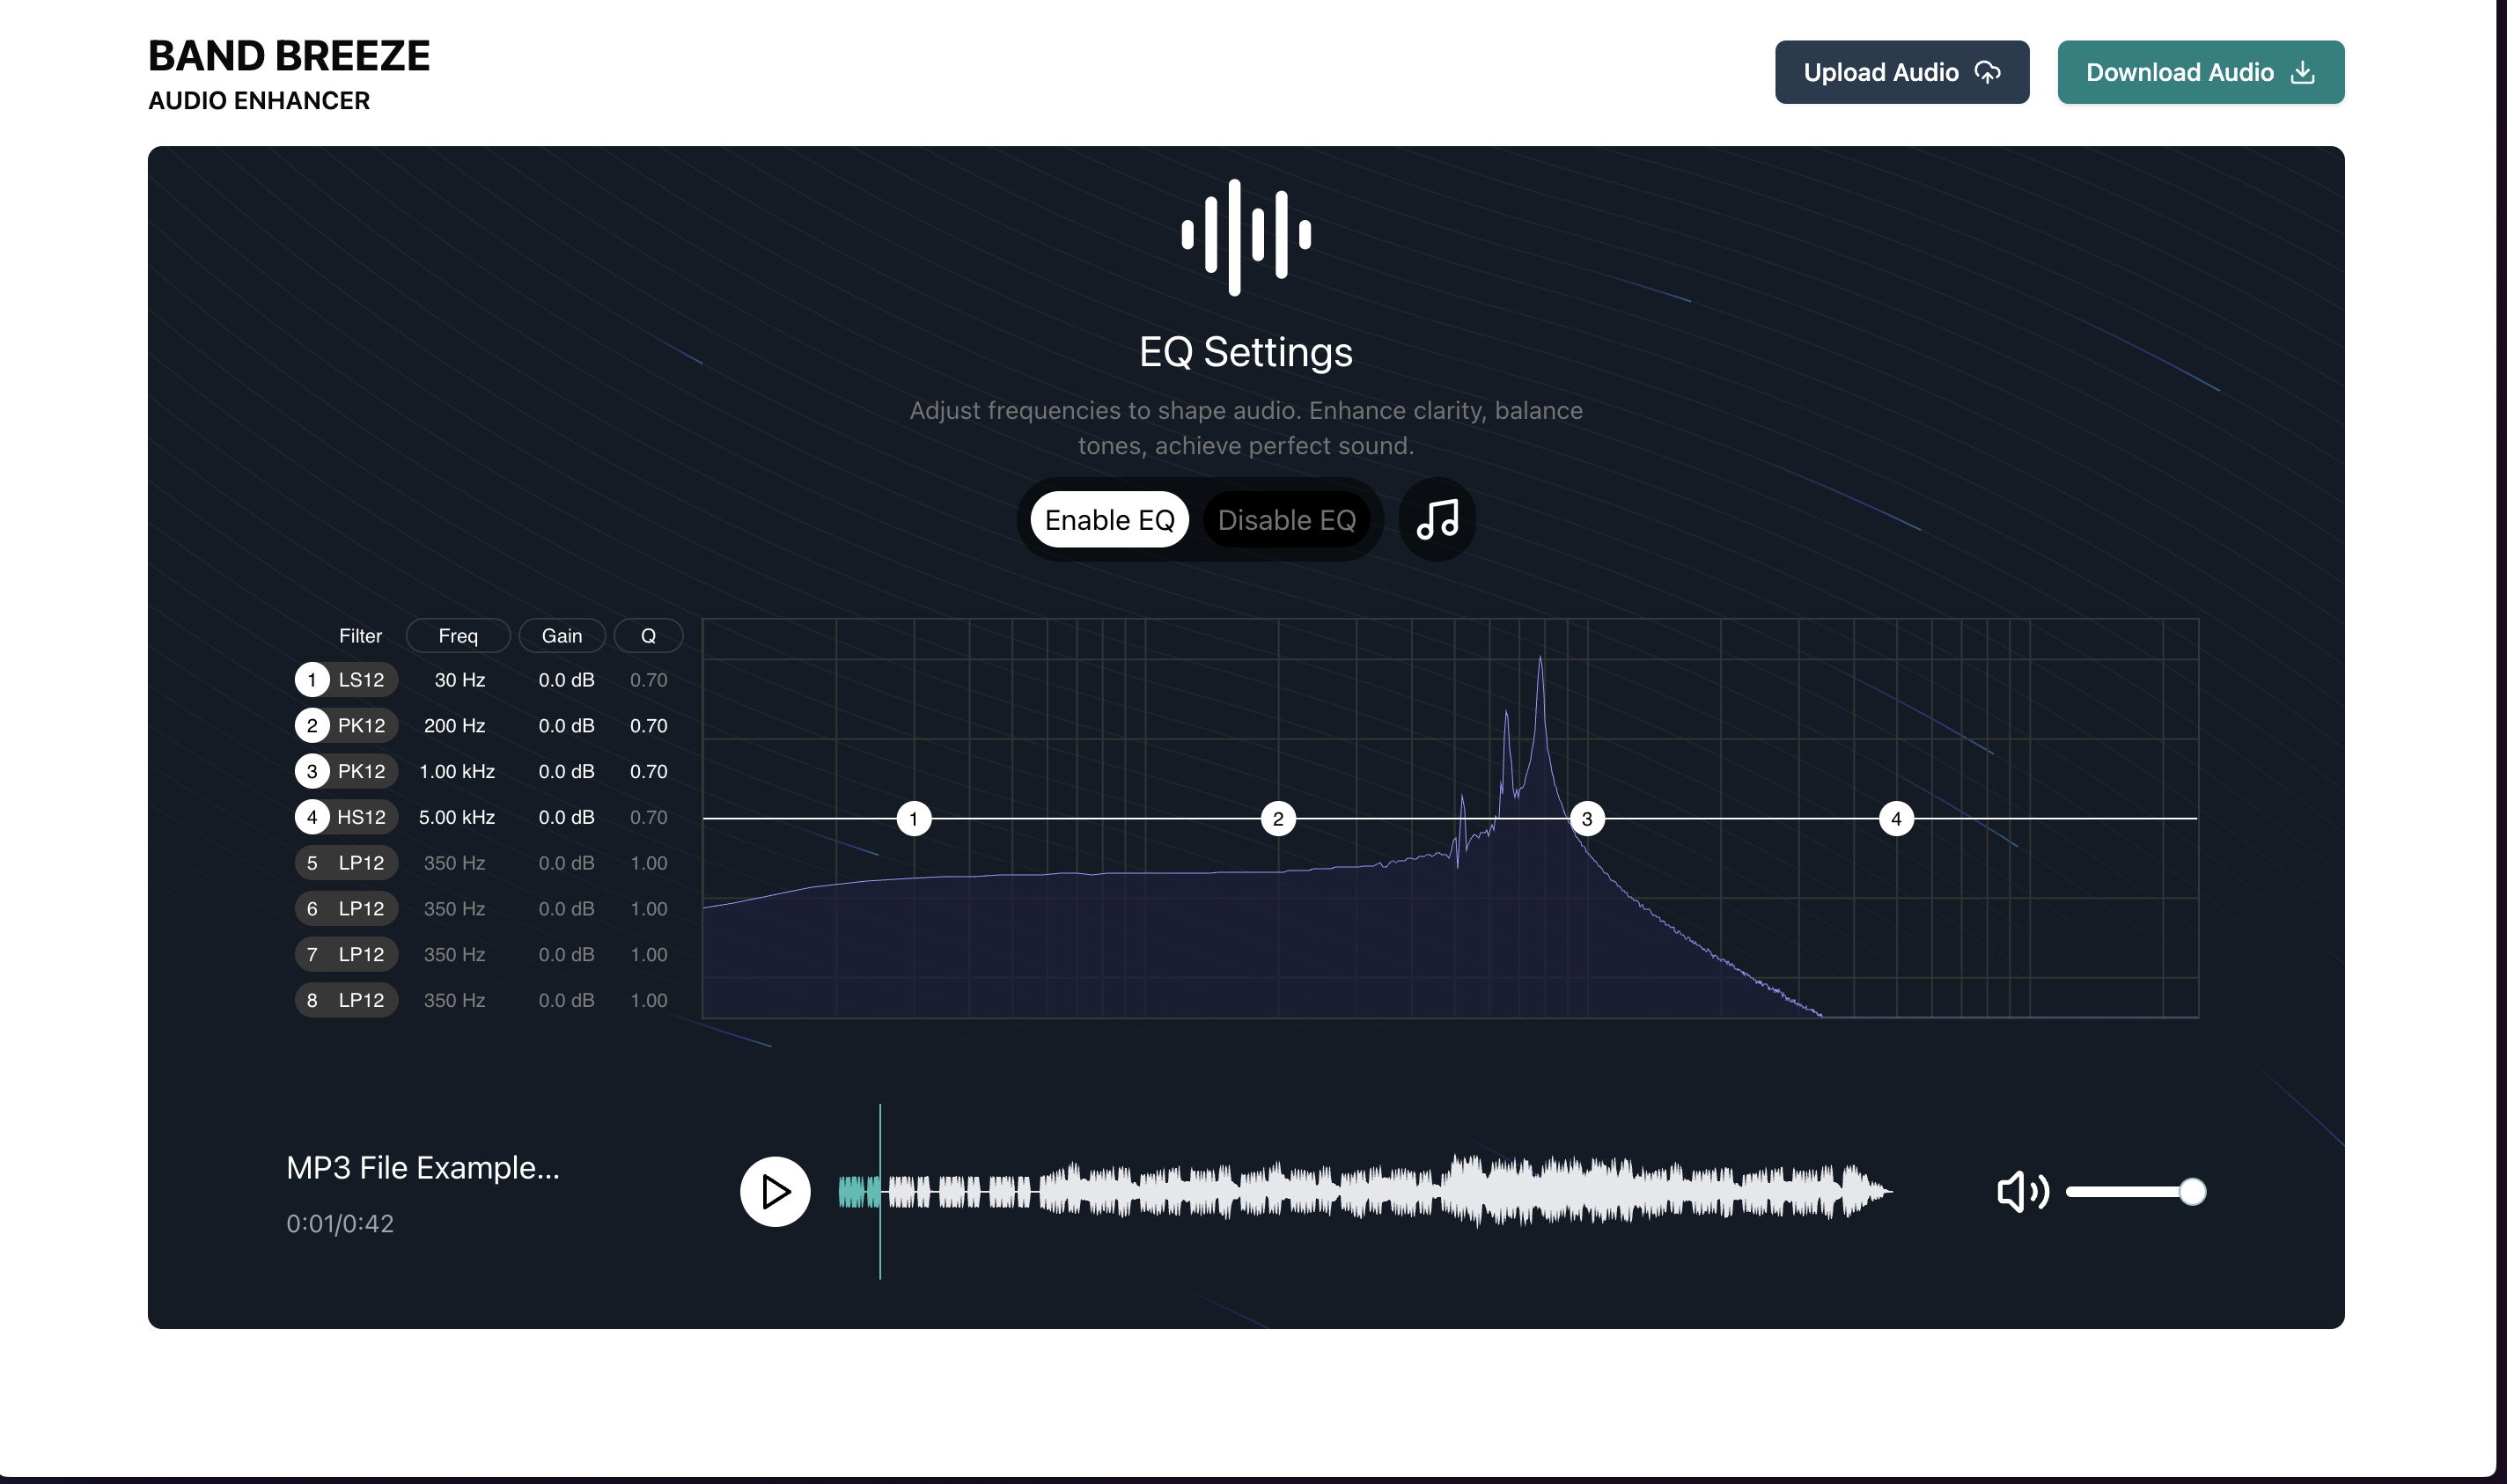 BAND BREEZE
AUDIO ENHANCER
Upload Audio
Download Audio
EQ Settings
Adjust frequencies to shape audio. Enhance clarity, balance
tones, achieve perfect sound.
Enable EQ Disable EQ
Filter Freq Gain Q
1 LS12 30 Hz 0.0 dB 0.70
2 PK12 200 Hz 0.0 dB 0.70
3 PK12 1.00 kHz 0.0 dB 0.70
4 HS12 5.00 kHz 0.0 dB 0.70
5 LP12 350 Hz 0.0 dB 1.00
6 LP12 350 Hz 0.0 dB 1.00
7 LP12 350 Hz 0.0 dB 1.00
8 LP12 350 Hz 0.0 dB 1.00
1 2 3 4
MP3 File Example...
0:01/0:42